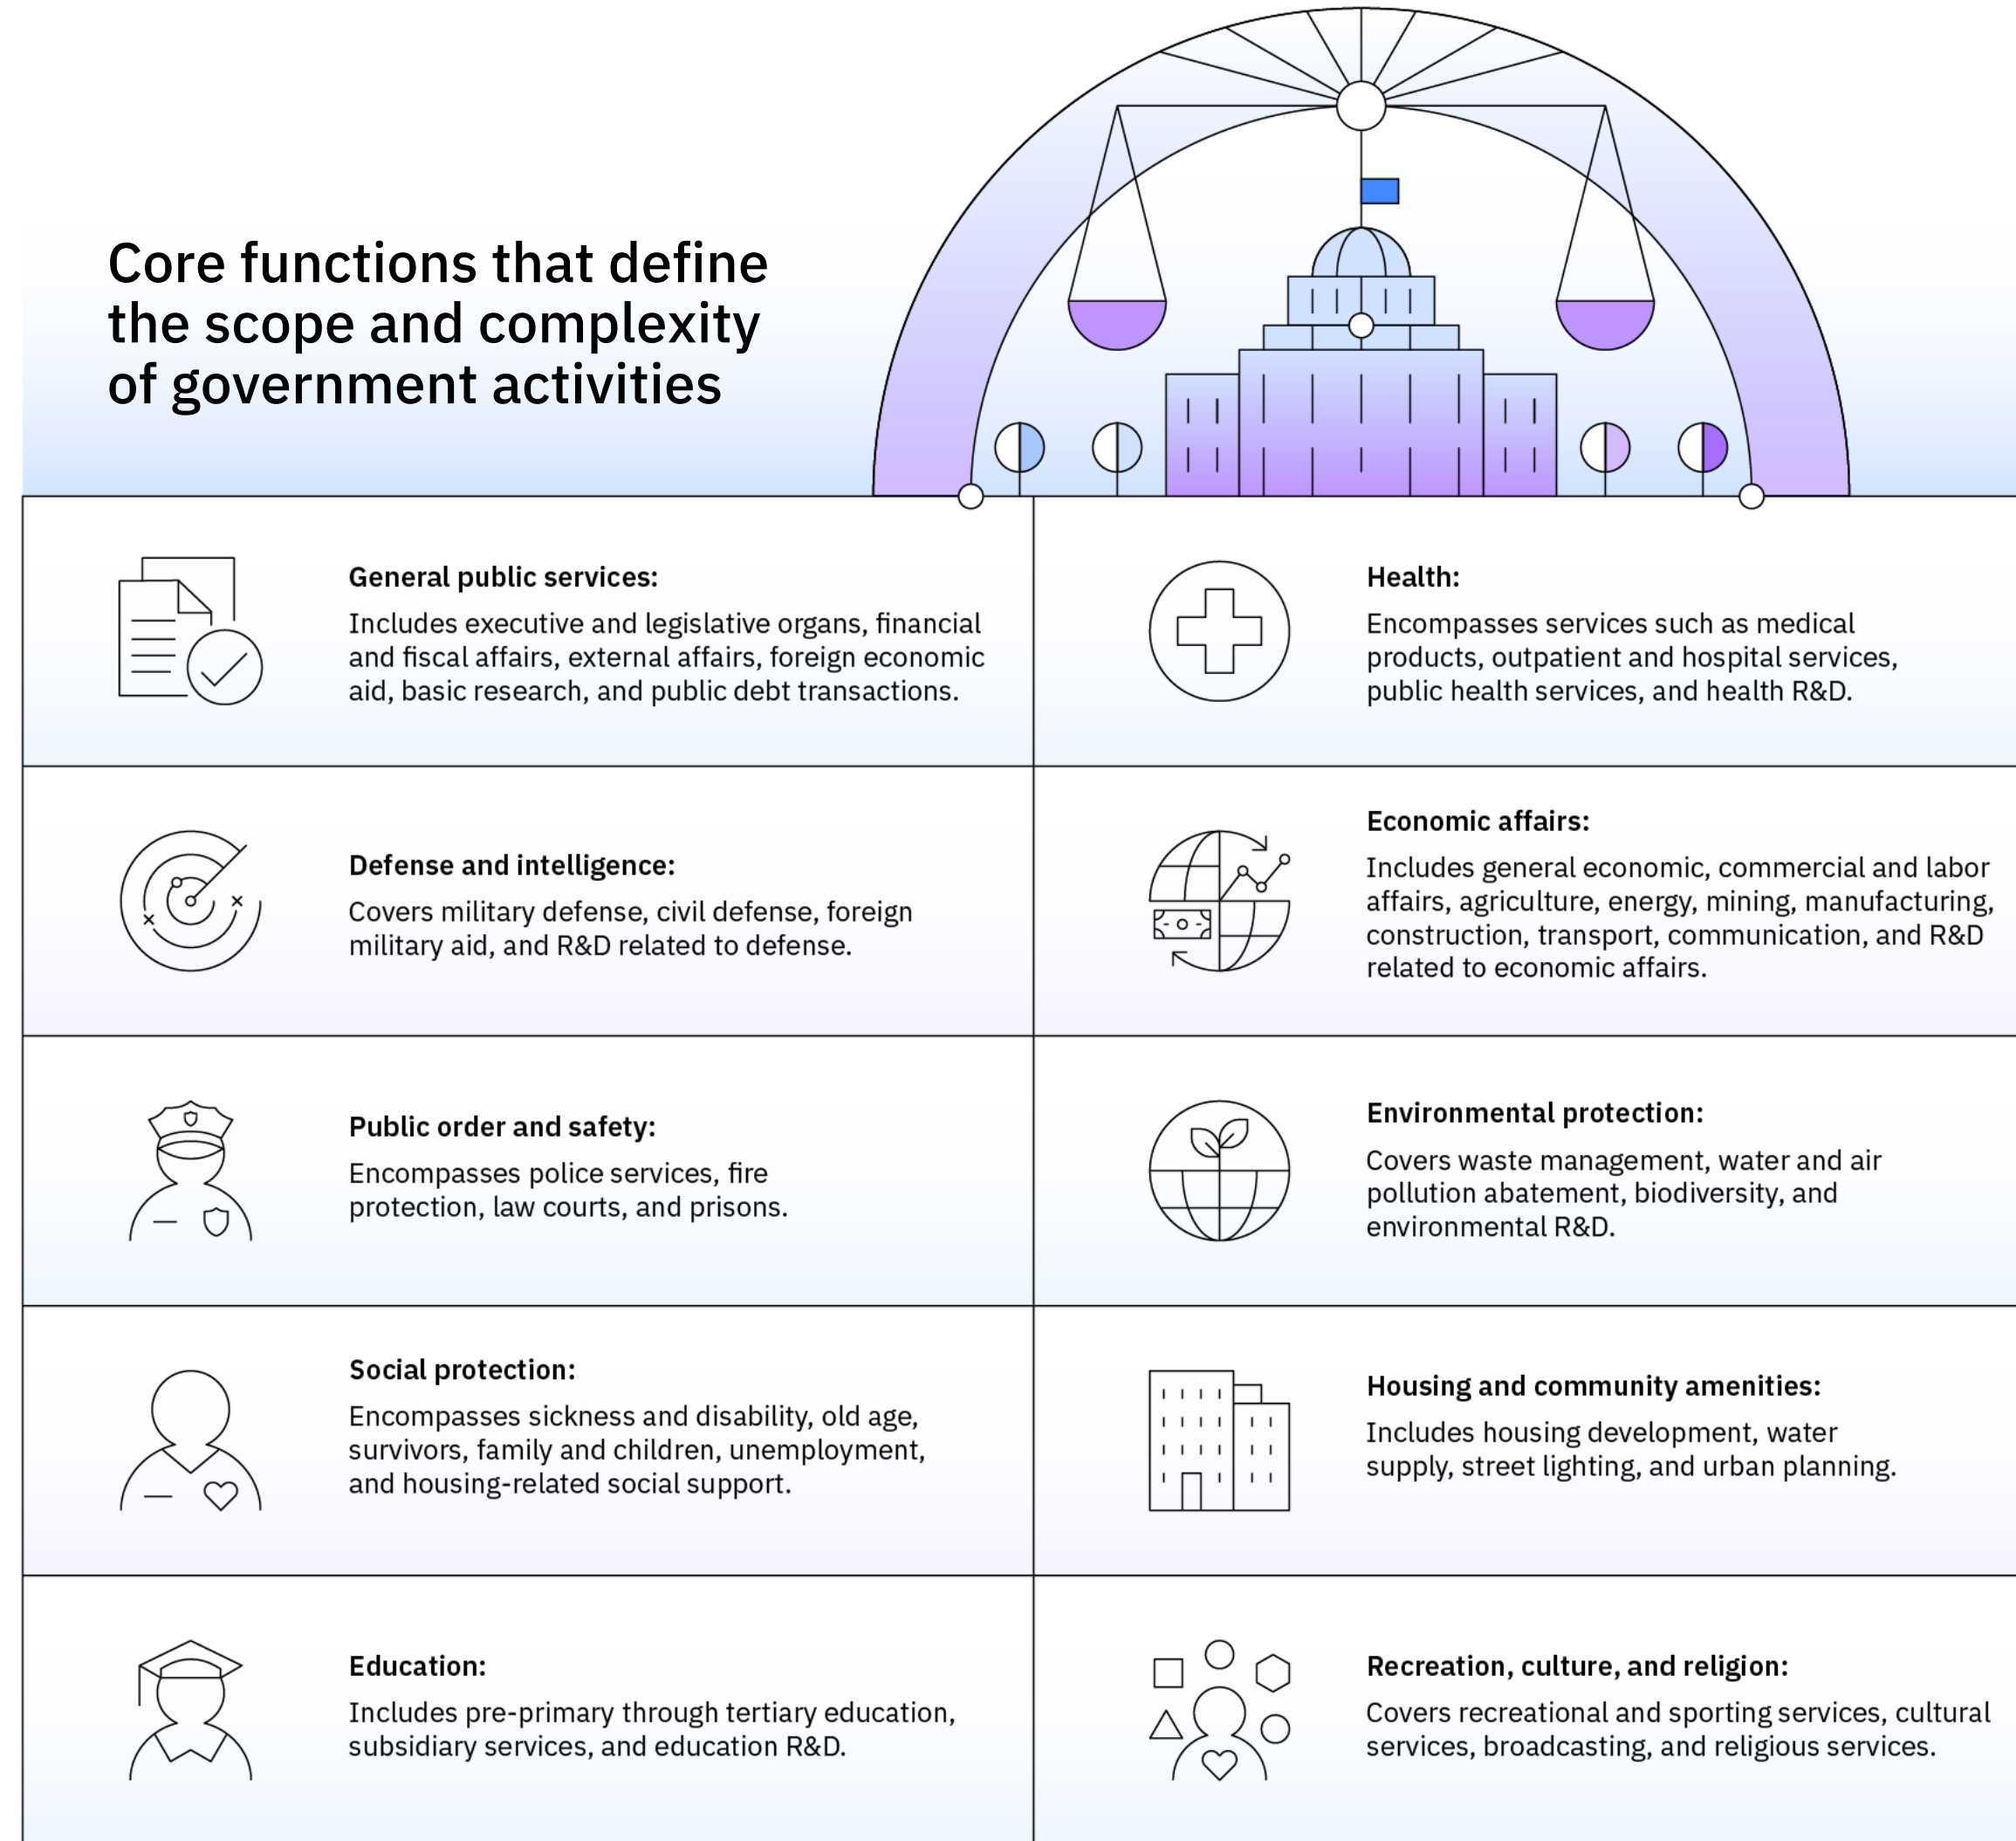 Core functions that define
the scope and complexity
of government activities
General public services:
Includes executive and legislative organs, financial
and fiscal affairs, external affairs, foreign economic
aid, basic research, and public debt transactions.
Health:
Encompasses services such as medical
products, outpatient and hospital services,
public health services, and health R&D.
Defense and intelligence:
Covers military defense, civil defense, foreign
military aid, and R&D related to defense.
Economic affairs:
Includes general economic, commercial and labor
affairs, agriculture, energy, mining, manufacturing,
construction, transport, communication, and R&D
related to economic affairs.
Public order and safety:
Encompasses police services, fire
protection, law courts, and prisons.
Environmental protection:
Covers waste management, water and air
pollution abatement, biodiversity, and
environmental R&D.
Social protection:
Encompasses sickness and disability, old age,
survivors, family and children, unemployment,
and housing-related social support.
Housing and community amenities:
Includes housing development, water
supply, street lighting, and urban planning.
Education:
Includes pre-primary through tertiary education,
subsidiary services, and education R&D.
Recreation, culture, and religion:
Covers recreational and sporting services, cultural
services, broadcasting, and religious services.